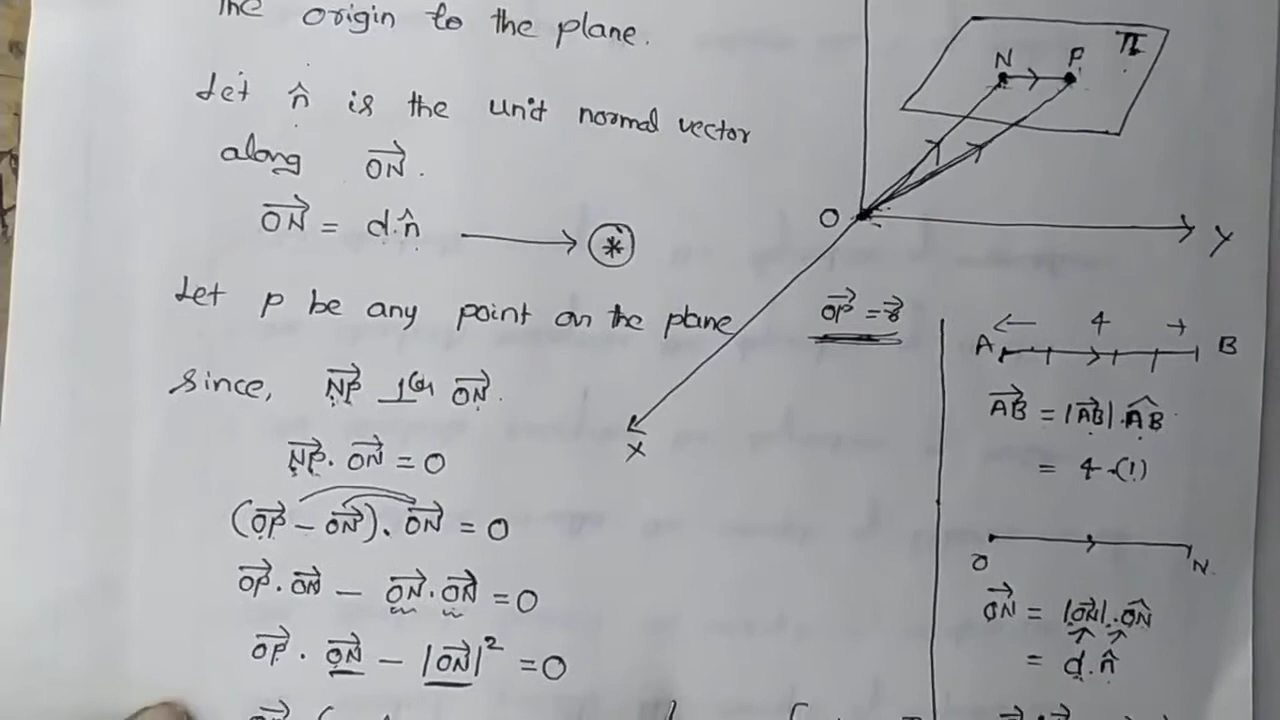 the origin to the plane.
Let n̂ is the unit normal vector
along ON⃗.
ON⃗ = d.n̂ ⟶ ⊛
Let P be any point on the plane
since, NP⃗ ⊥lar ON⃗.
NP⃗. ON⃗ = 0
(OP⃗ – ON⃗). ON⃗ = 0
OP⃗. ON⃗ – ON⃗. ON⃗ = 0
OP⃗ . ON⃗ – |ON⃗|² = 0
N P π
O
Y
X
OP⃗ = r⃗
← 4 →
A B
AB⃗ = |AB⃗|.AB̂
= 4.(1)
O N.
ON⃗ = |ON⃗|.ON̂
= d.n̂